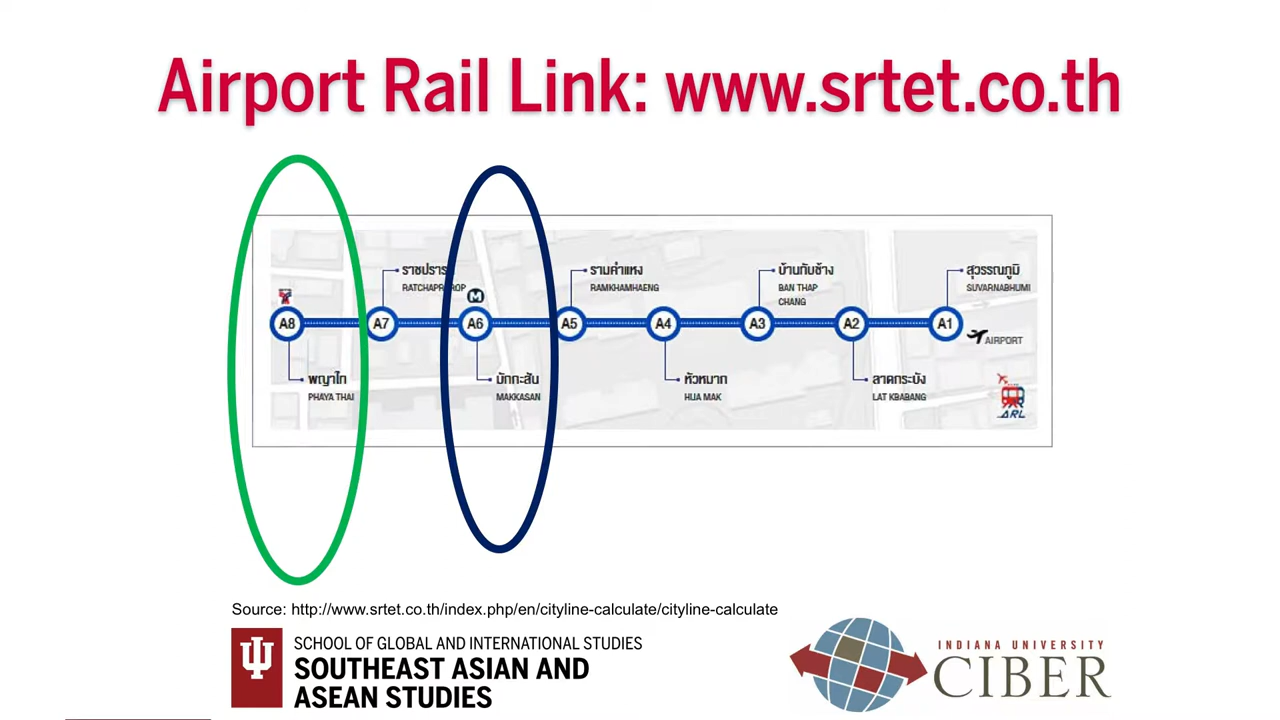 Airport Rail Link: www.srtet.co.th
ราชปรารภ
RATCHAPRAROP
รามคำแหง
RAMKHAMHAENG
บ้านทับช้าง
BAN THAP
CHANG
สุวรรณภูมิ
SUVARNABHUMI
M
A8
A7
A6
A5
A4
A3
A2
A1
AIRPORT
พญาไท
PHAYA THAI
มักกะสัน
MAKKASAN
หัวหมาก
HUA MAK
ลาดกระบัง
LAT KBABANG
ARL
Source: http://www.srtet.co.th/index.php/en/cityline-calculate/cityline-calculate
SCHOOL OF GLOBAL AND INTERNATIONAL STUDIES
SOUTHEAST ASIAN AND
ASEAN STUDIES
INDIANA UNIVERSITY
CIBER